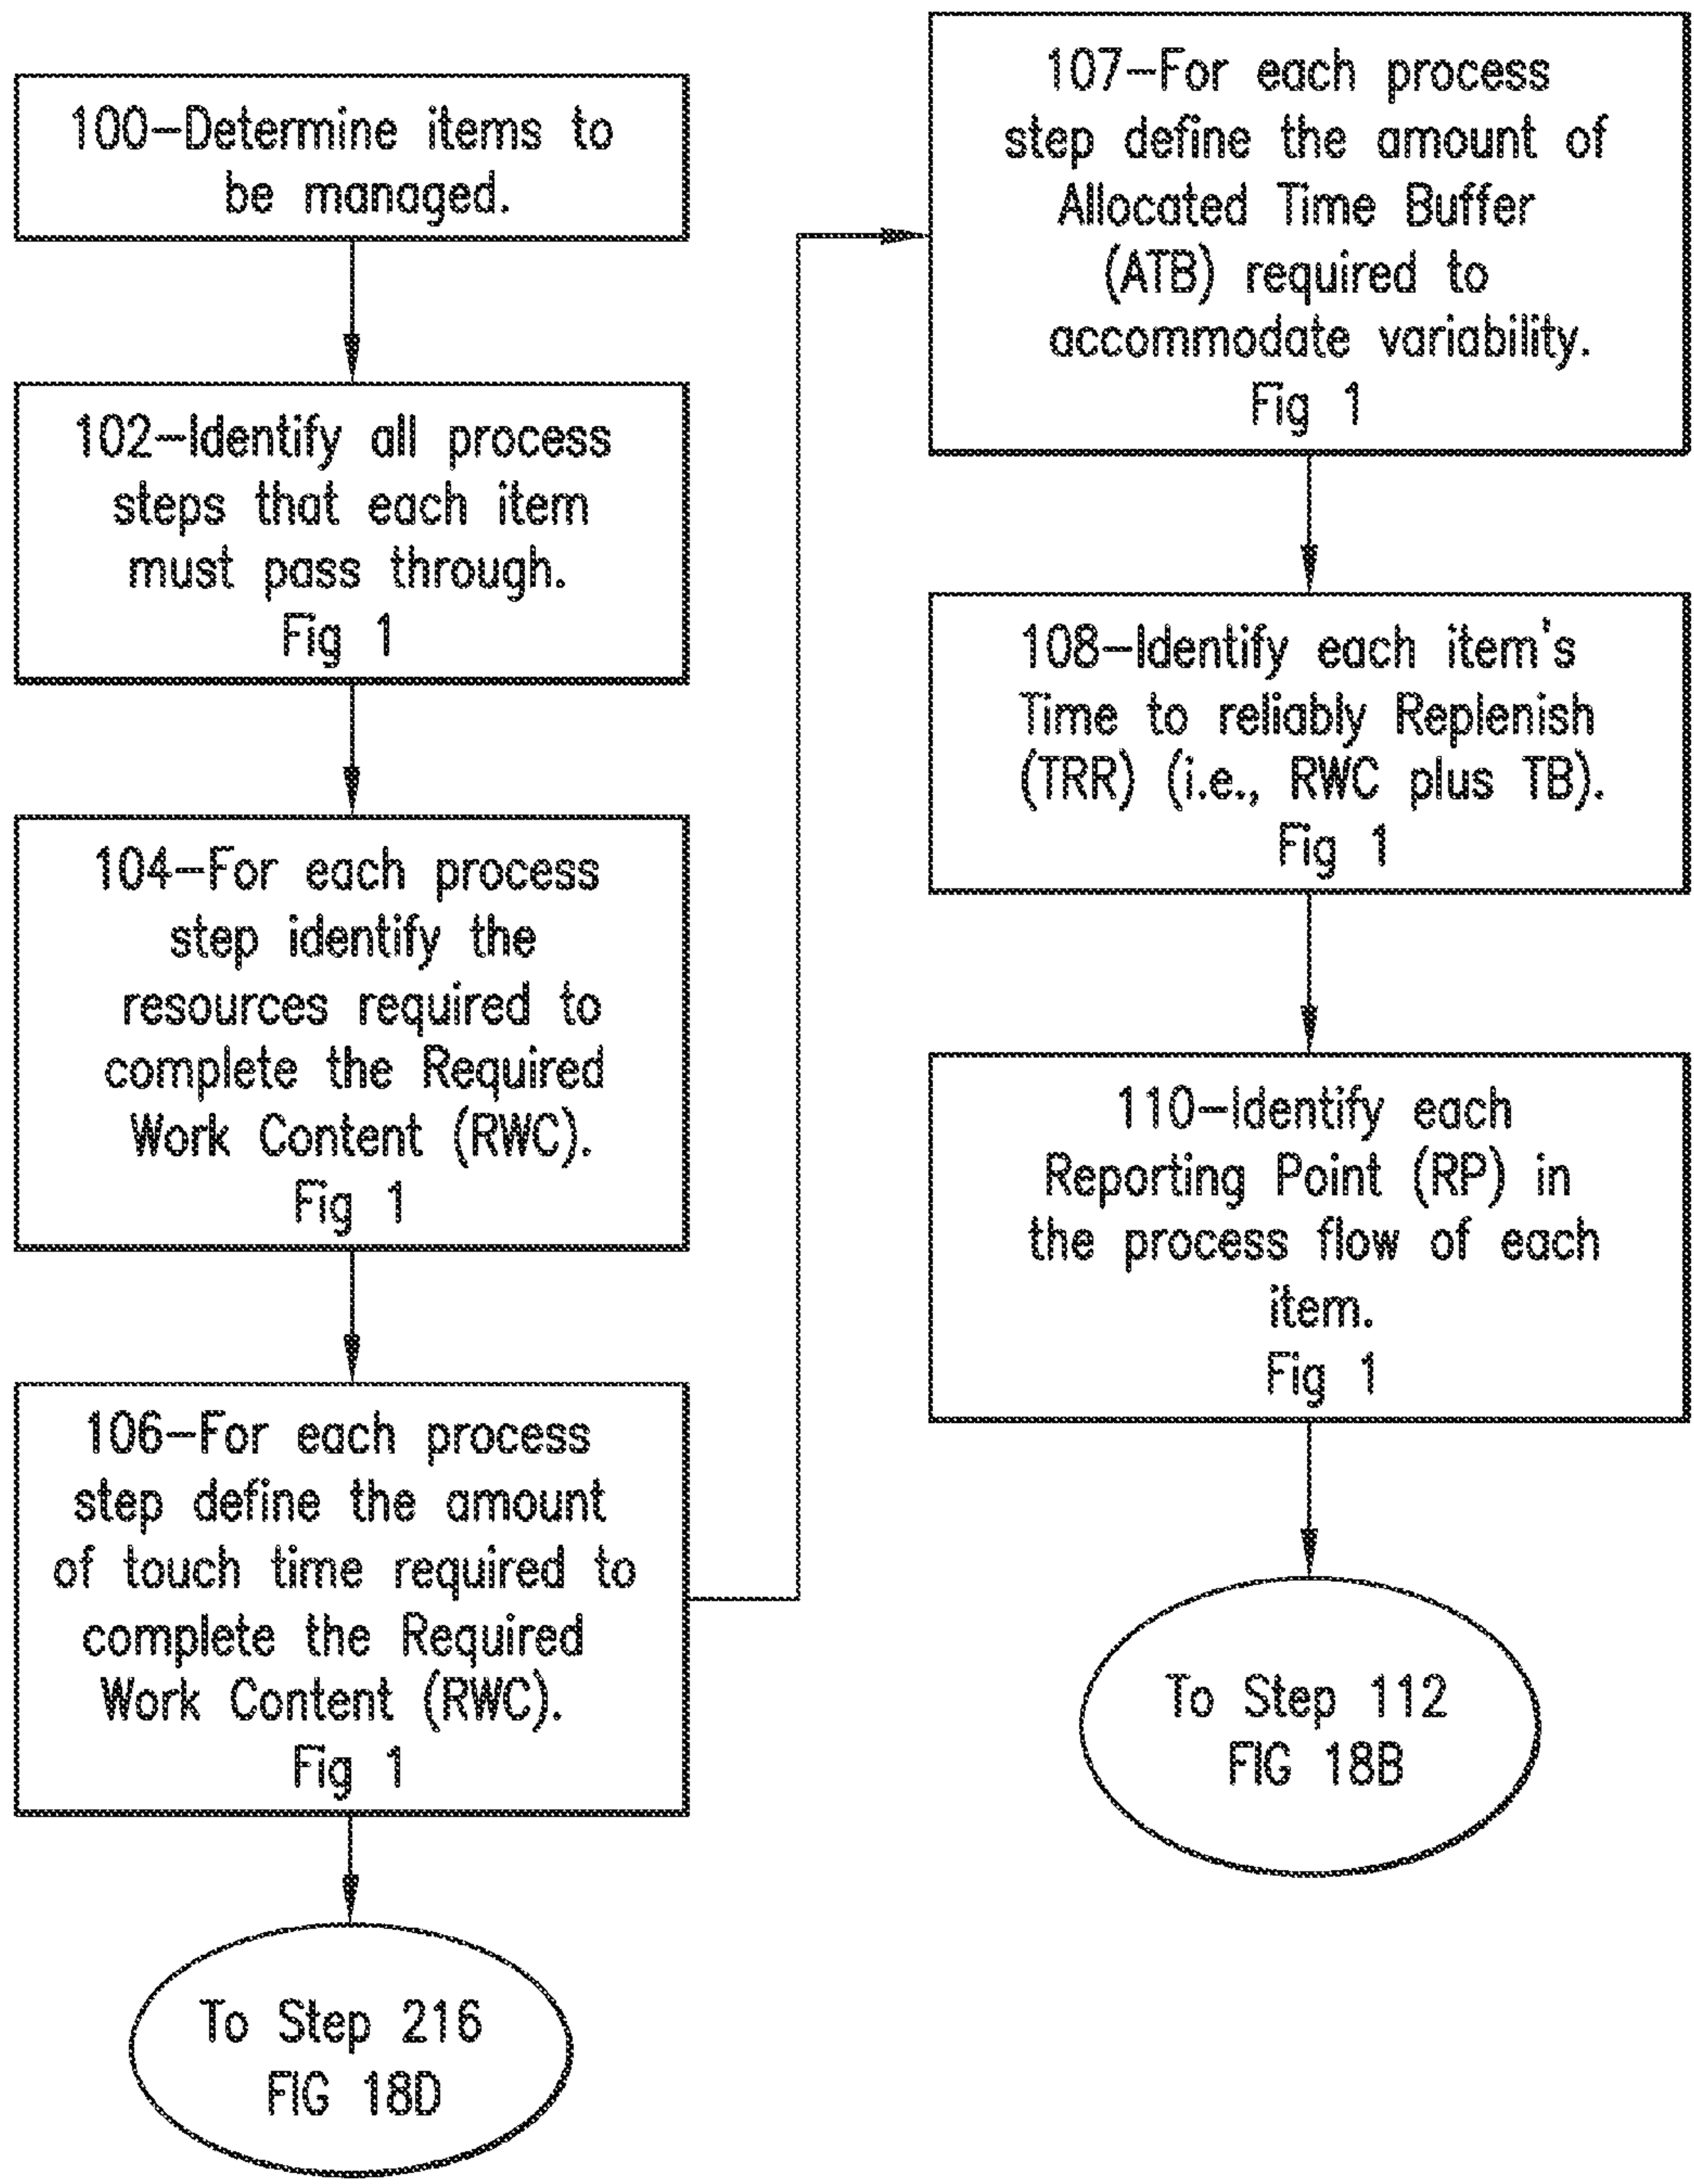 100-Determine items to
be managed.
102-Identify all process
steps that each item
must pass through.
Fig 1
104-For each process
step identify the
resources required to
complete the Required
Work Content (RWC).
Fig 1
106-For each process
step define the amount
of touch time required to
complete the Required
Work Content (RWC).
Fig 1
To Step 216
FIG 18D
107-For each process
step define the amount of
Allocated Time Buffer
(ATB) required to
accommodate variability.
Fig 1
108-Identify each item's
Time to reliably Replenish
(TRR) (i.e., RWC plus TB).
Fig 1
110-Identify each
Reporting Point (RP) in
the process flow of each
item.
Fig 1
To Step 112
FIG 18B